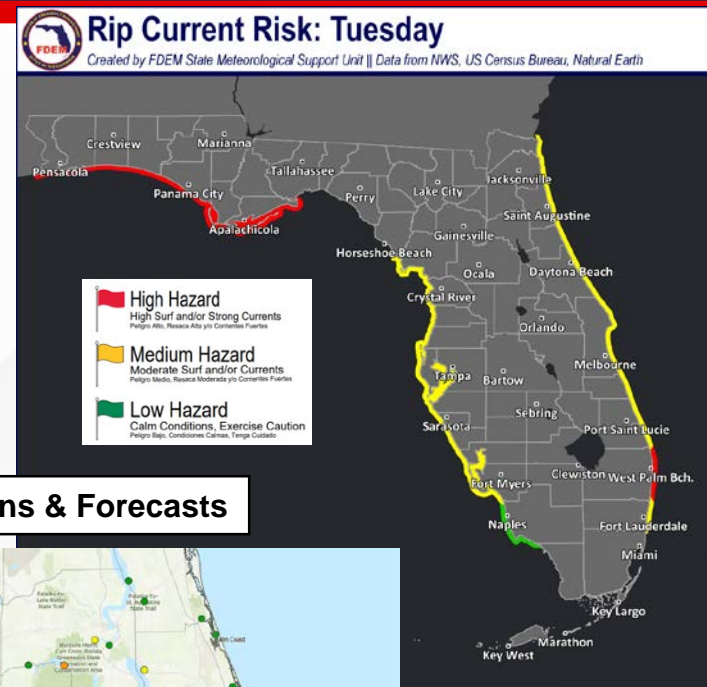 FDEM
Rip Current Risk: Tuesday
Created by FDEM State Meteorological Support Unit || Data from NWS, US Census Bureau, Natural Earth
Crestview
Marianna
Pensacola
Tallahassee
Jacksonville
Panama City
Perry
Lake City
Saint Augustine
Apalachicola
Gainesville
Horseshoe Beach
Ocala
Daytona Beach
Crystal River
Orlando
Melbourne
Tampa
Bartow
Sebring
Sarasota
Port Saint Lucie
Fort Myers
Clewiston
West Palm Bch.
Naples
Fort Lauderdale
Miami
Key Largo
Marathon
Key West
High Hazard
High Surf and/or Strong Currents
Peligro Alto, Resaca Alta y/o Corrientes Fuertes
Medium Hazard
Moderate Surf and/or Currents
Peligro Medio, Resaca Moderada y/o Corrientes Fuertes
Low Hazard
Calm Conditions, Exercise Caution
Peligro Bajo, Condiciones Calmas, Tenga Cuidado
ns & Forecasts
State Trail
State Trail
Coast